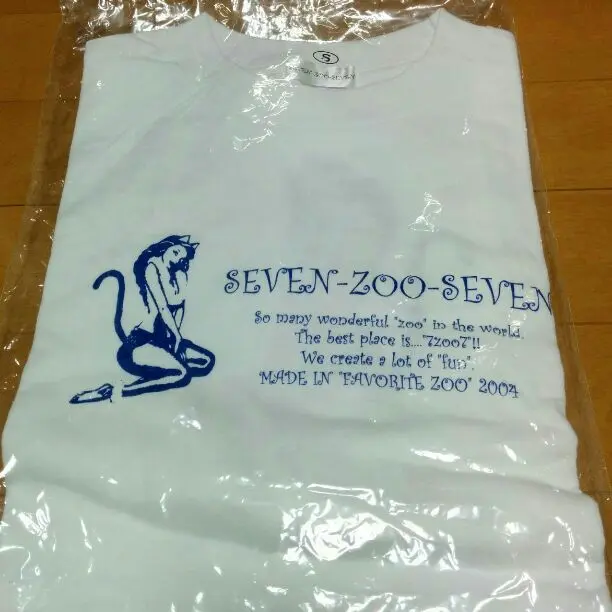 S
SEVEN-ZOO-SEVEN
So many wonderful "zoo" in the world.
The best place is...."7zoo7"!!
We create a lot of "fun".
MADE IN "FAVORITE ZOO" 2004